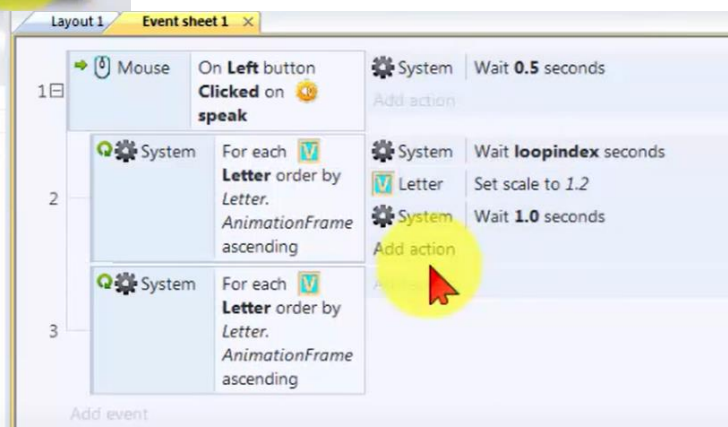 Layout 1 Event sheet 1
1 Mouse On Left button System Wait 0.5 seconds
Clicked on Add action
speak
System For each System Wait loopindex seconds
Letter order by Letter Set scale to 1.2
2 Letter. System Wait 1.0 seconds
AnimationFrame
ascending Add action
System For each
Letter order by
3 Letter.
AnimationFrame
ascending
Add event